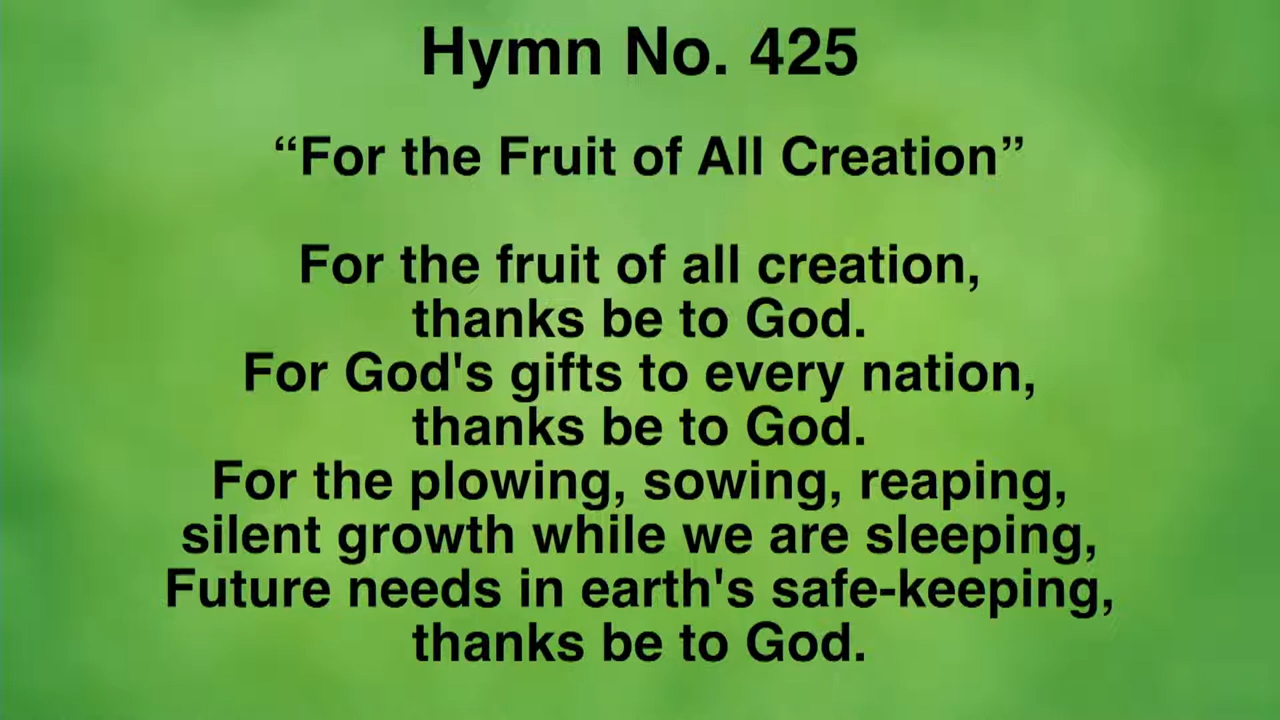 Hymn No. 425
“For the Fruit of All Creation”
For the fruit of all creation,
thanks be to God.
For God's gifts to every nation,
thanks be to God.
For the plowing, sowing, reaping,
silent growth while we are sleeping,
Future needs in earth's safe-keeping,
thanks be to God.